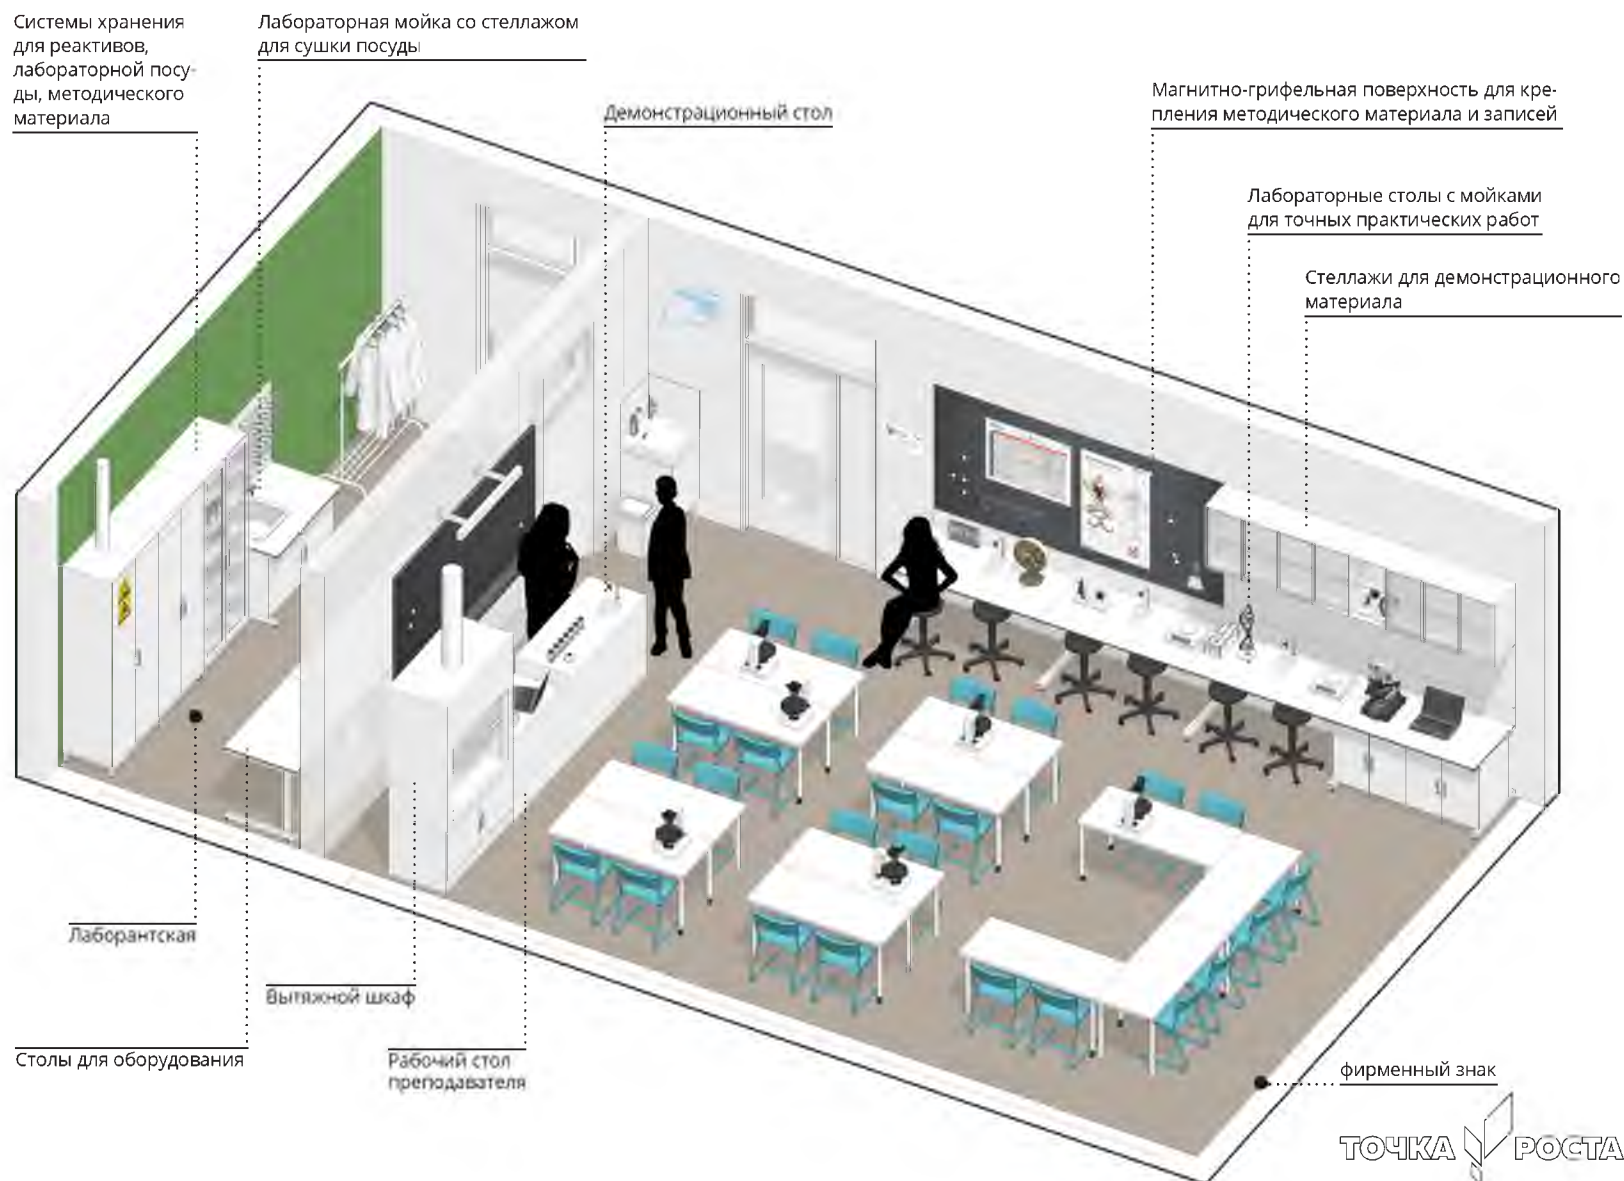 Системы хранения
для реактивов,
лабораторной посу-
ды, методического
материала
Лабораторная мойка со стеллажом
для сушки посуды
Демонстрационный стол
Магнитно-грифельная поверхность для кре-
пления методического материала и записей
Лабораторные столы с мойками
для точных практических работ
Стеллажи для демонстрационного
материала
Лаборантская
Вытяжной шкаф
Столы для оборудования
Рабочий стол
преподавателя
фирменный знак
ТОЧКА РОСТА